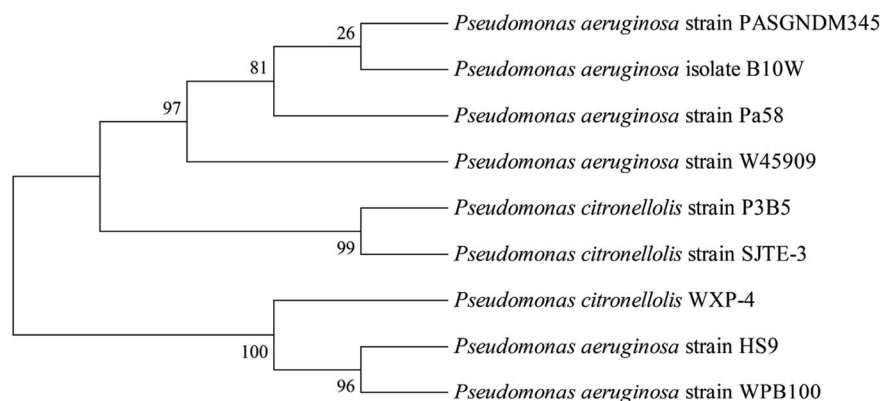 26
Pseudomonas aeruginosa strain PASGNDM345
Pseudomonas aeruginosa isolate B10W
81
Pseudomonas aeruginosa strain Pa58
97
Pseudomonas aeruginosa strain W45909
Pseudomonas citronellolis strain P3B5
99
Pseudomonas citronellolis strain SJTE-3
Pseudomonas citronellolis WXP-4
100
Pseudomonas aeruginosa strain HS9
96
Pseudomonas aeruginosa strain WPB100